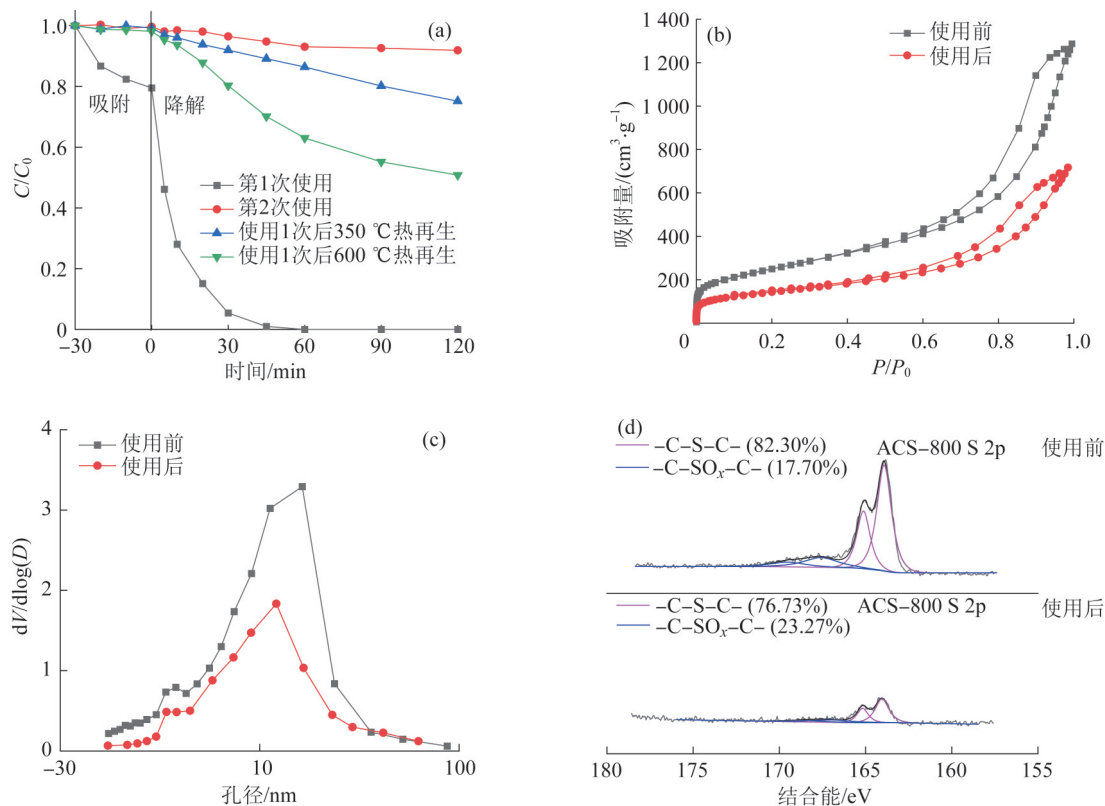 (a)
1.0
0.8
0.6
0.4
0.2
0
C/C0
吸附
降解
第1次使用
第2次使用
使用1次后350 ℃热再生
使用1次后600 ℃热再生
−30
0
30
60
90
120
时间/min
(b)
使用前
使用后
1 400
1 200
1 000
800
600
400
200
吸附量/(cm³·g⁻¹)
0
0.2
0.4
0.6
0.8
1.0
P/P0
(c)
使用前
使用后
4
3
2
1
0
dV/dlog(D)
−30
10
100
孔径/nm
(d)
–C–S–C– (82.30%)
–C–SOx–C– (17.70%)
ACS–800 S 2p
使用前
–C–S–C– (76.73%)
–C–SOx–C– (23.27%)
ACS–800 S 2p
使用后
180
175
170
165
160
155
结合能/eV